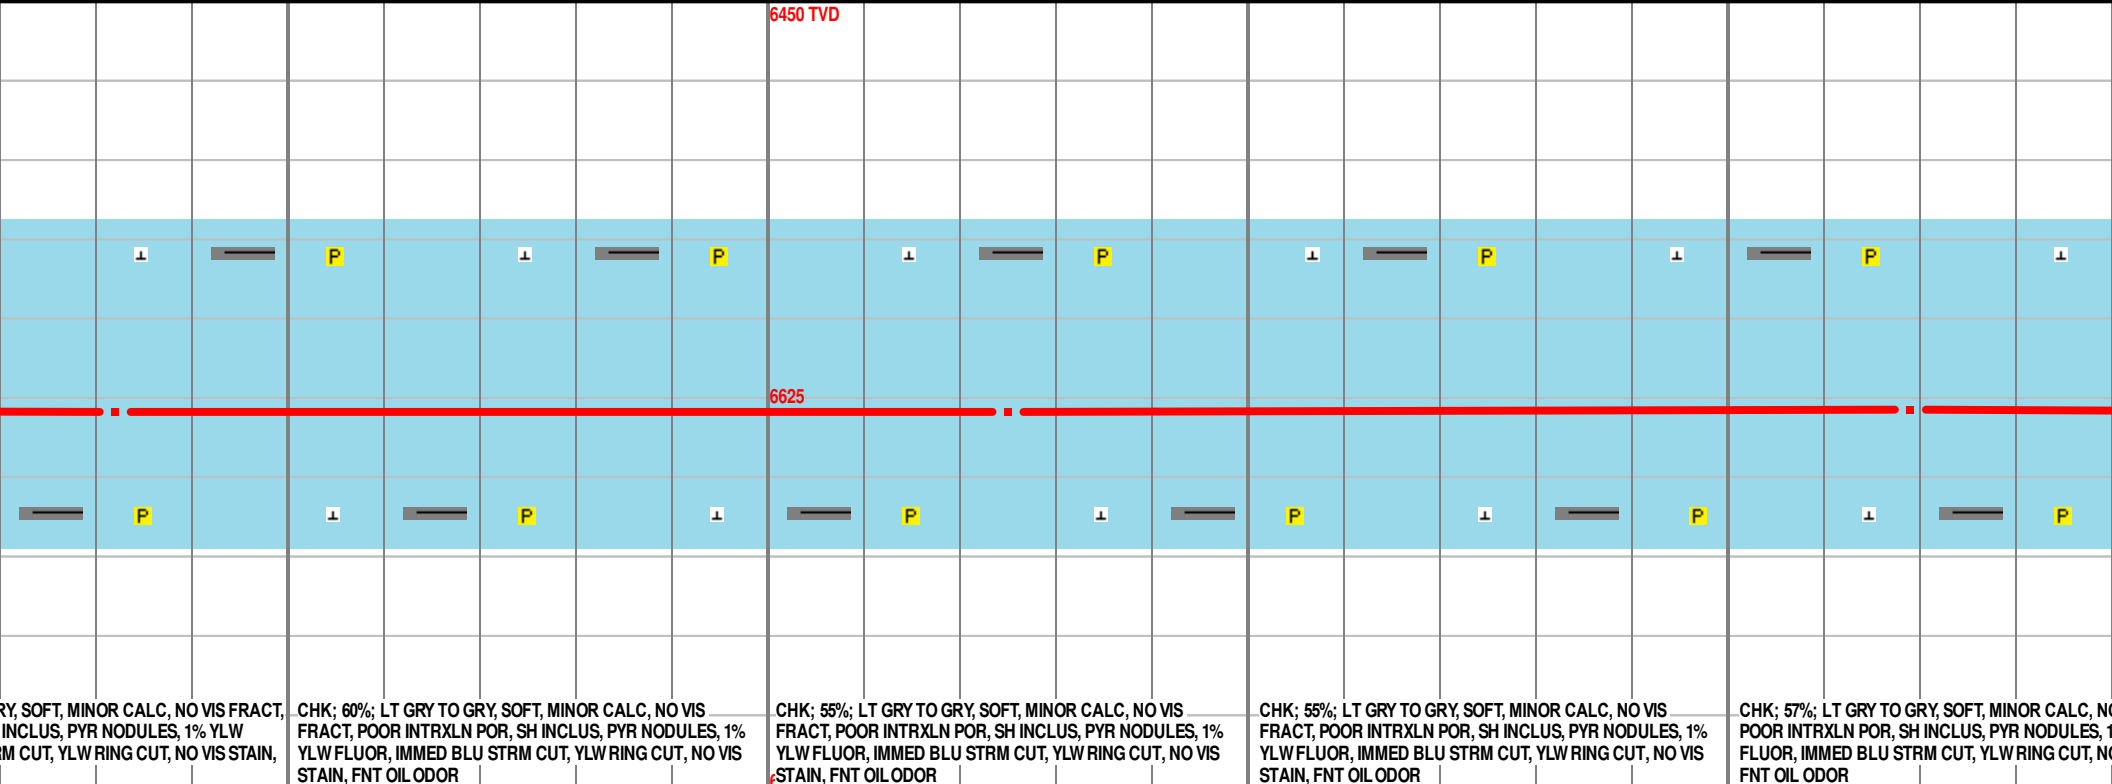 6450 TVD
6625
RY, SOFT, MINOR CALC, NO VIS FRACT,
INCLUS, PYR NODULES, 1% YLW
CUT, YLW RING CUT, NO VIS STAIN,
CHK; 60%; LT GRY TO GRY, SOFT, MINOR CALC, NO VIS
FRACT, POOR INTRXLN POR, SH INCLUS, PYR NODULES, 1%
YLW FLUOR, IMMED BLU STRM CUT, YLW RING CUT, NO VIS
STAIN, FNT OIL ODOR
CHK; 55%; LT GRY TO GRY, SOFT, MINOR CALC, NO VIS
FRACT, POOR INTRXLN POR, SH INCLUS, PYR NODULES, 1%
YLW FLUOR, IMMED BLU STRM CUT, YLW RING CUT, NO VIS
STAIN, FNT OIL ODOR
CHK; 55%; LT GRY TO GRY, SOFT, MINOR CALC, NO VIS
FRACT, POOR INTRXLN POR, SH INCLUS, PYR NODULES, 1%
YLW FLUOR, IMMED BLU STRM CUT, YLW RING CUT, NO VIS
STAIN, FNT OIL ODOR
CHK; 57%; LT GRY TO GRY, SOFT, MINOR CALC, NO
POOR INTRXLN POR, SH INCLUS, PYR NODULES, 1
FLUOR, IMMED BLU STRM CUT, YLW RING CUT, NO
FNT OIL ODOR